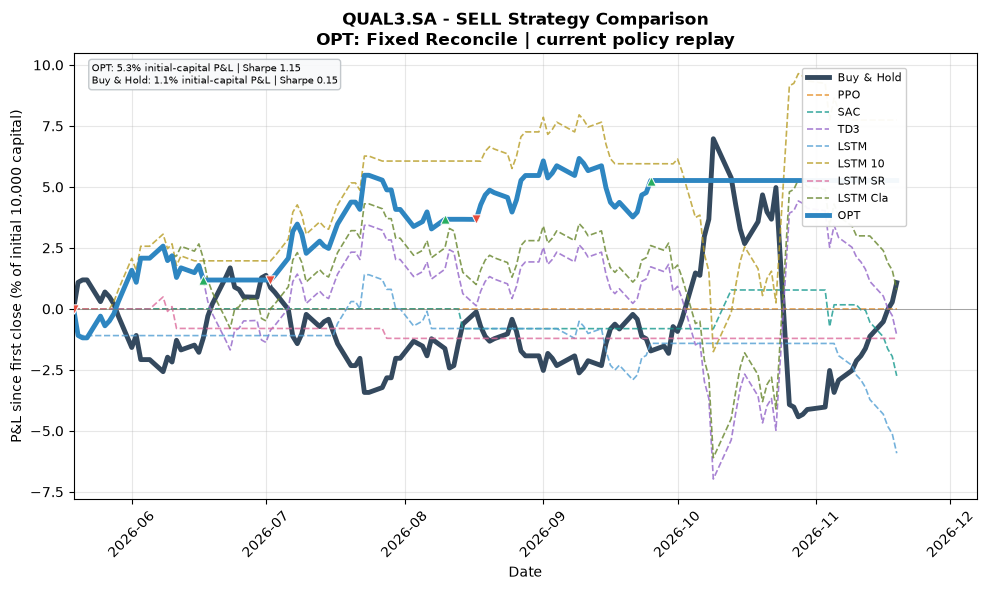 QUAL3.SA - SELL Strategy Comparison
OPT: Fixed Reconcile | current policy replay
OPT: 5.3% initial-capital P&L | Sharpe 1.15
Buy & Hold: 1.1% initial-capital P&L | Sharpe 0.15
Buy & Hold
PPO
SAC
TD3
LSTM
LSTM 10
LSTM SR
LSTM Cla
OPT
P&L since first close (% of initial 10,000 capital)
10.0
7.5
5.0
2.5
0.0
−2.5
−5.0
−7.5
2026-06
2026-07
2026-08
2026-09
2026-10
2026-11
2026-12
Date